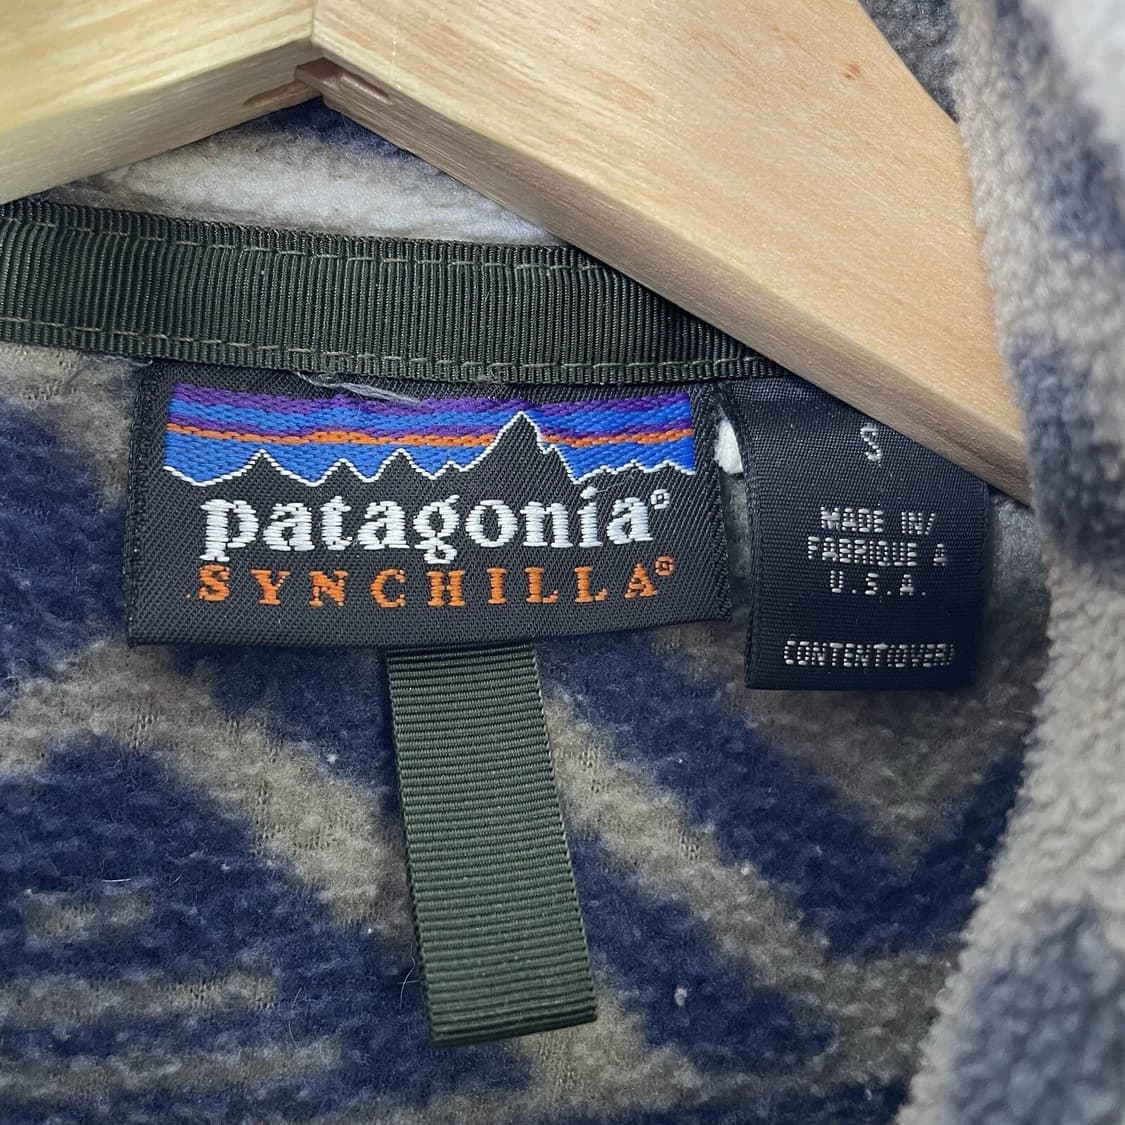 patagonia®
SYNCHILLA®
S
MADE IN/
FABRIQUE A
U.S.A.
CONTENT(OVER)